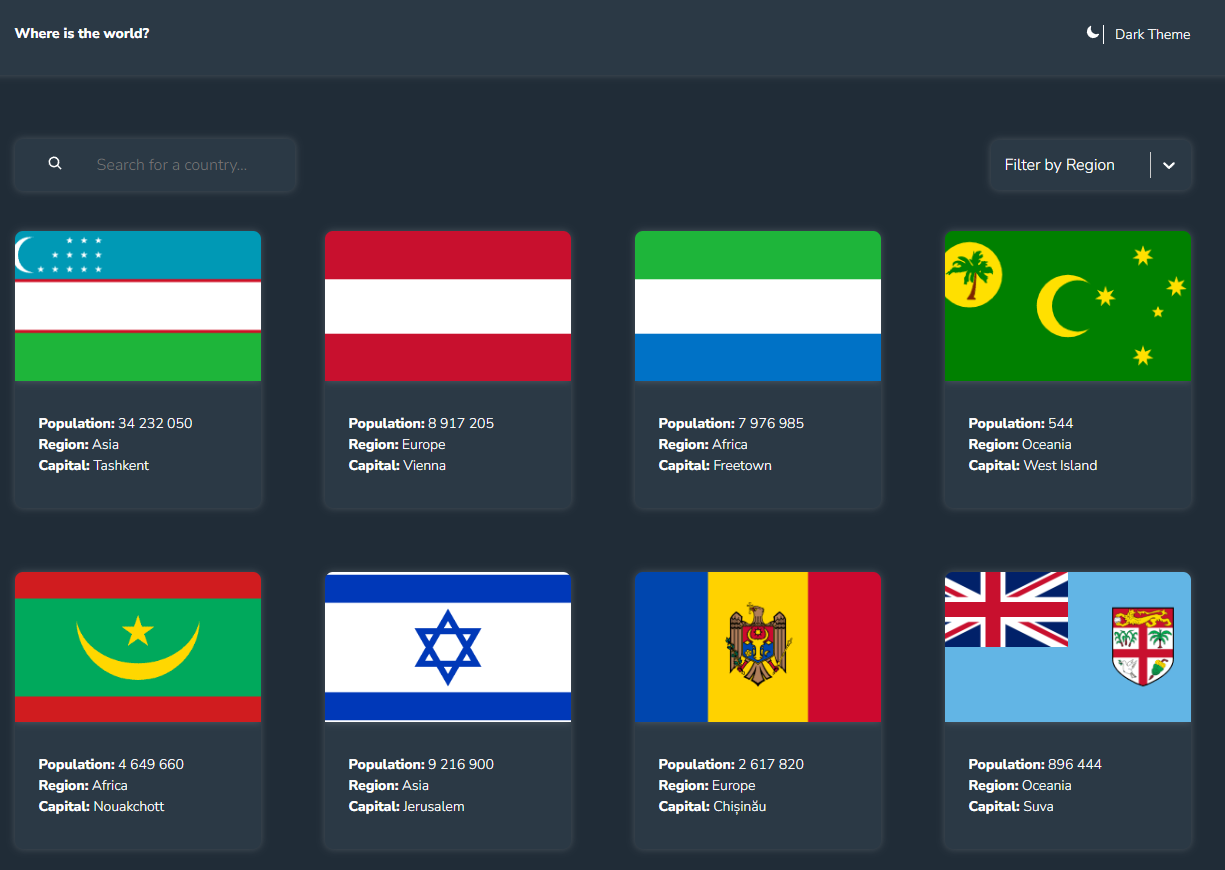 Where is the world?
Dark Theme
Search for a country...
Filter by Region
Population: 34 232 050
Region: Asia
Capital: Tashkent
Population: 8 917 205
Region: Europe
Capital: Vienna
Population: 7 976 985
Region: Africa
Capital: Freetown
Population: 544
Region: Oceania
Capital: West Island
Population: 4 649 660
Region: Africa
Capital: Nouakchott
Population: 9 216 900
Region: Asia
Capital: Jerusalem
Population: 2 617 820
Region: Europe
Capital: Chișinău
Population: 896 444
Region: Oceania
Capital: Suva